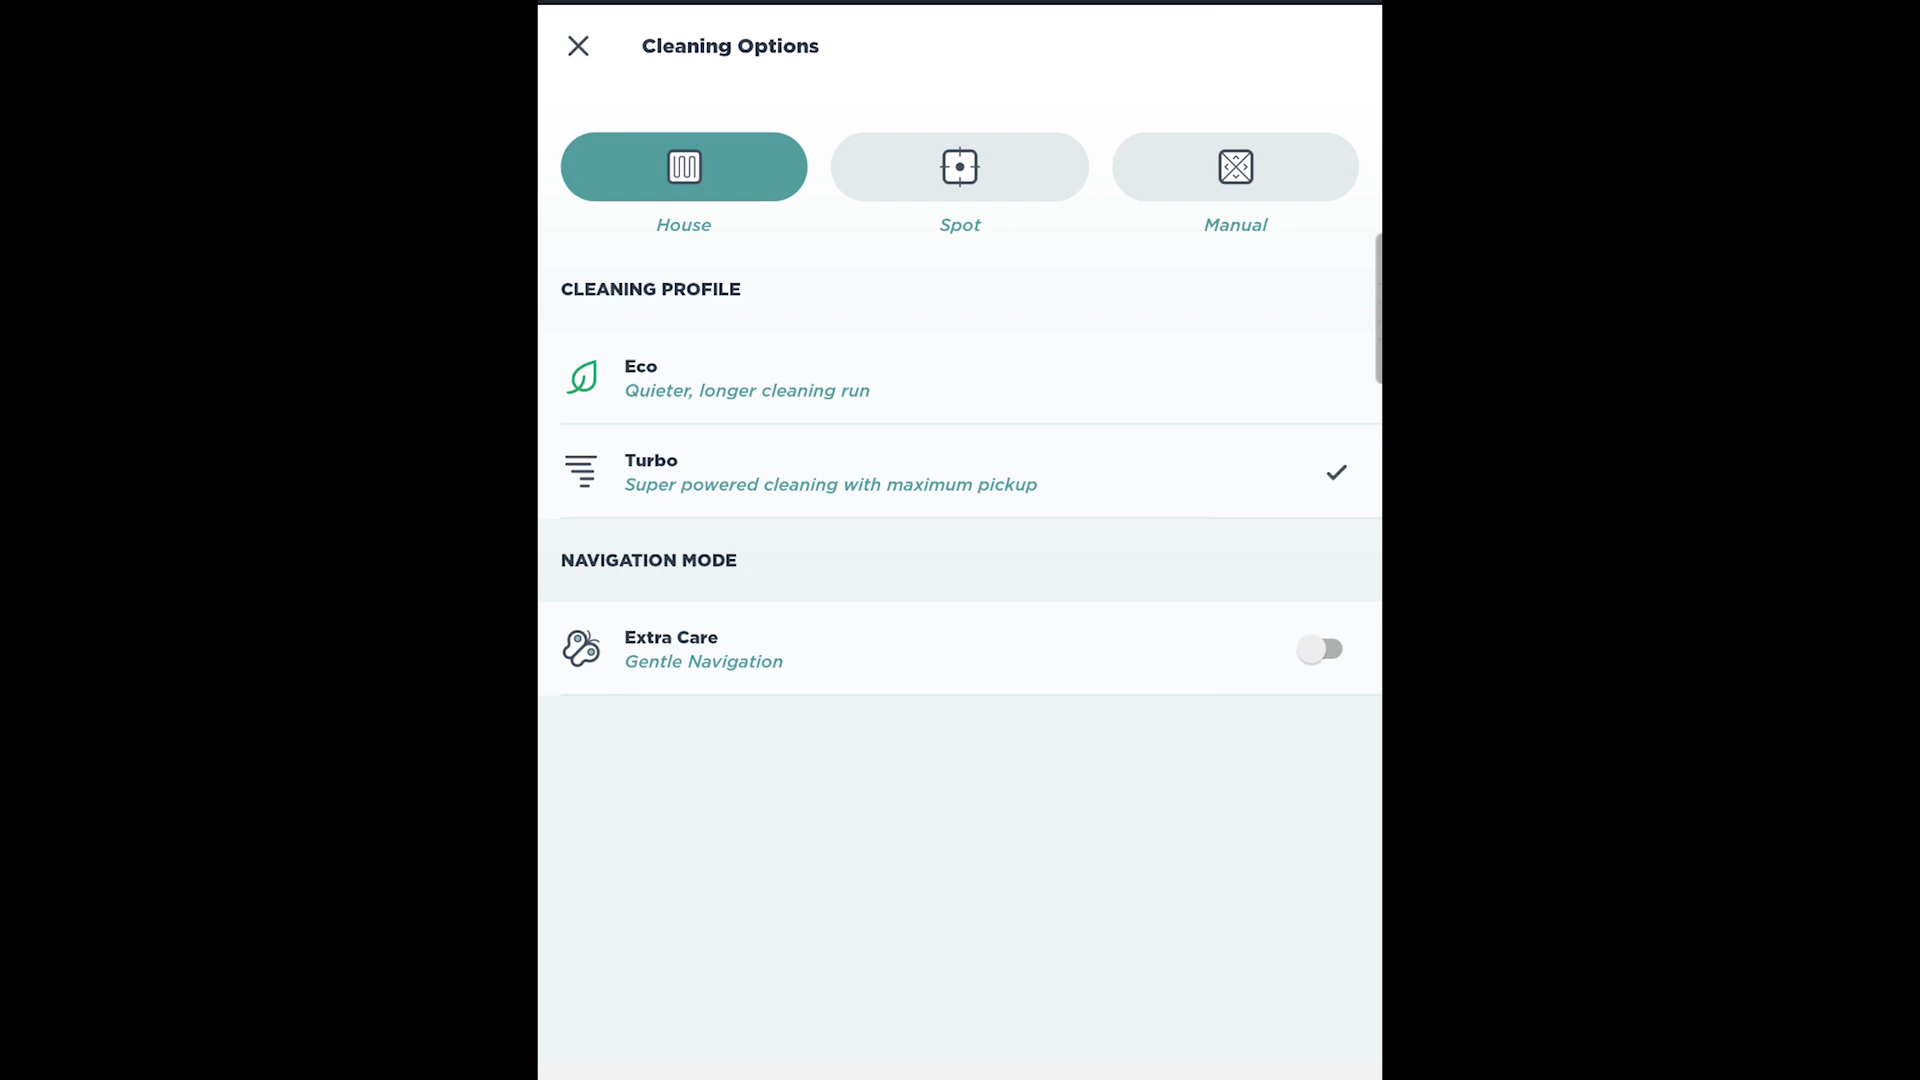 Cleaning Options
House
Spot
Manual
CLEANING PROFILE
Eco
Quieter, longer cleaning run
Turbo
Super powered cleaning with maximum pickup
NAVIGATION MODE
Extra Care
Gentle Navigation